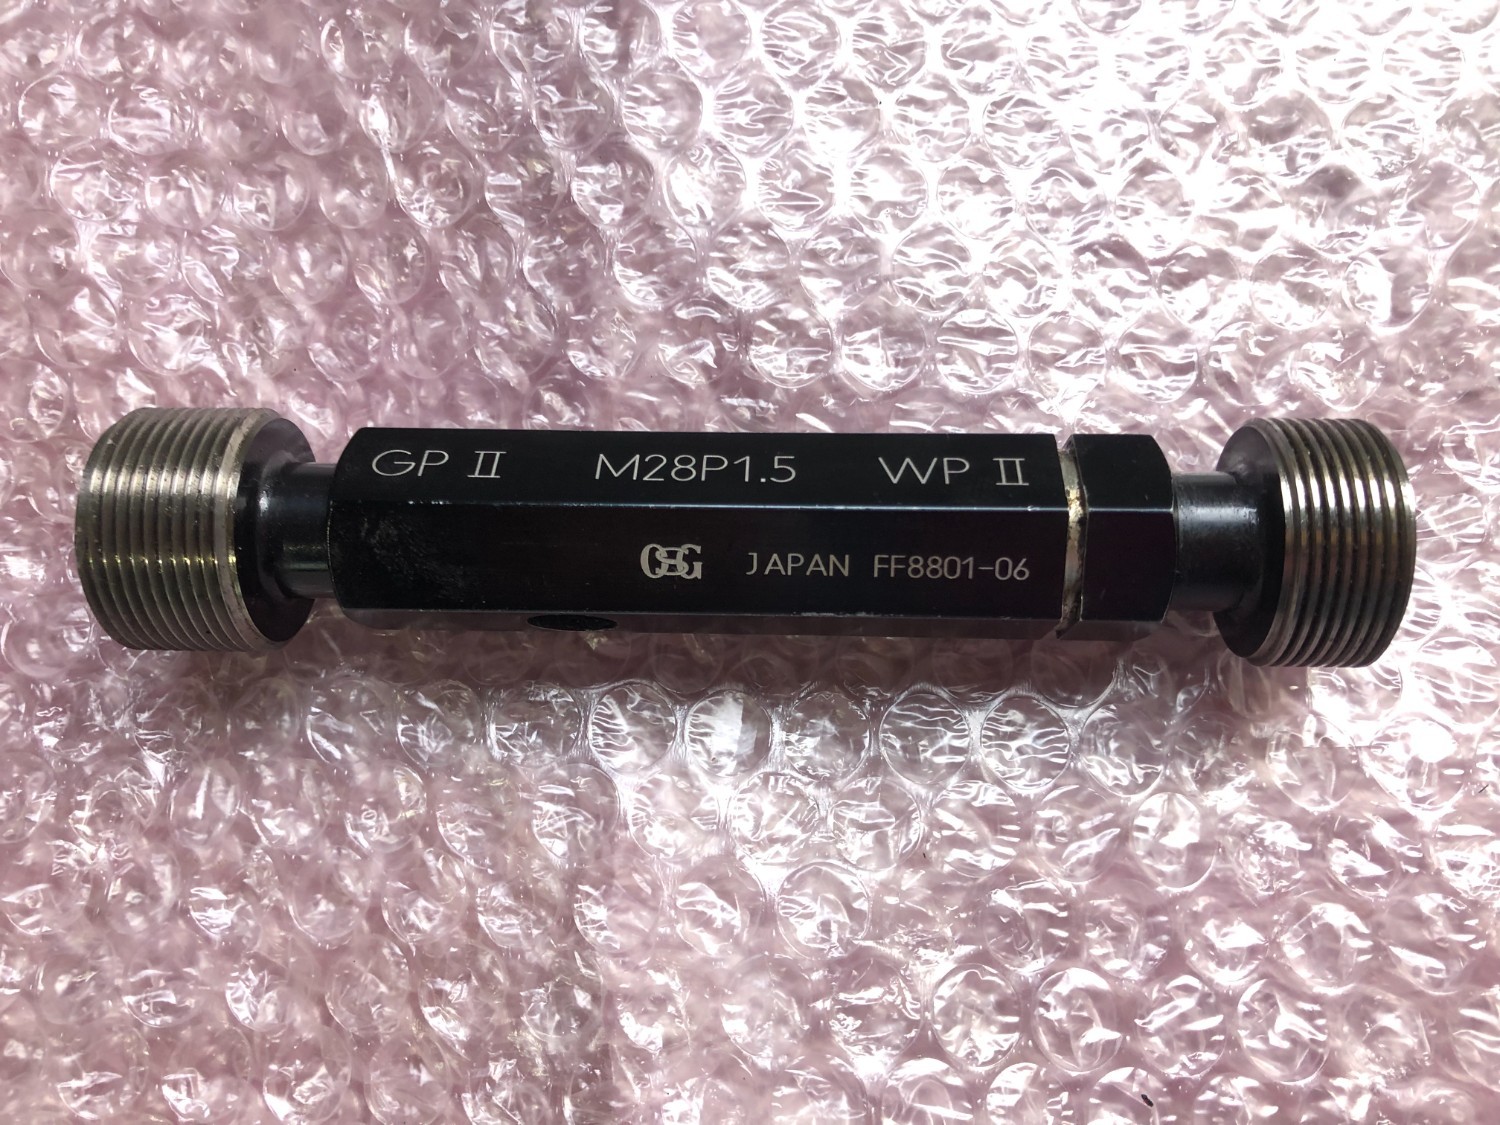 GP Ⅱ M28P1.5 WP Ⅱ
OSG JAPAN FF8801-06